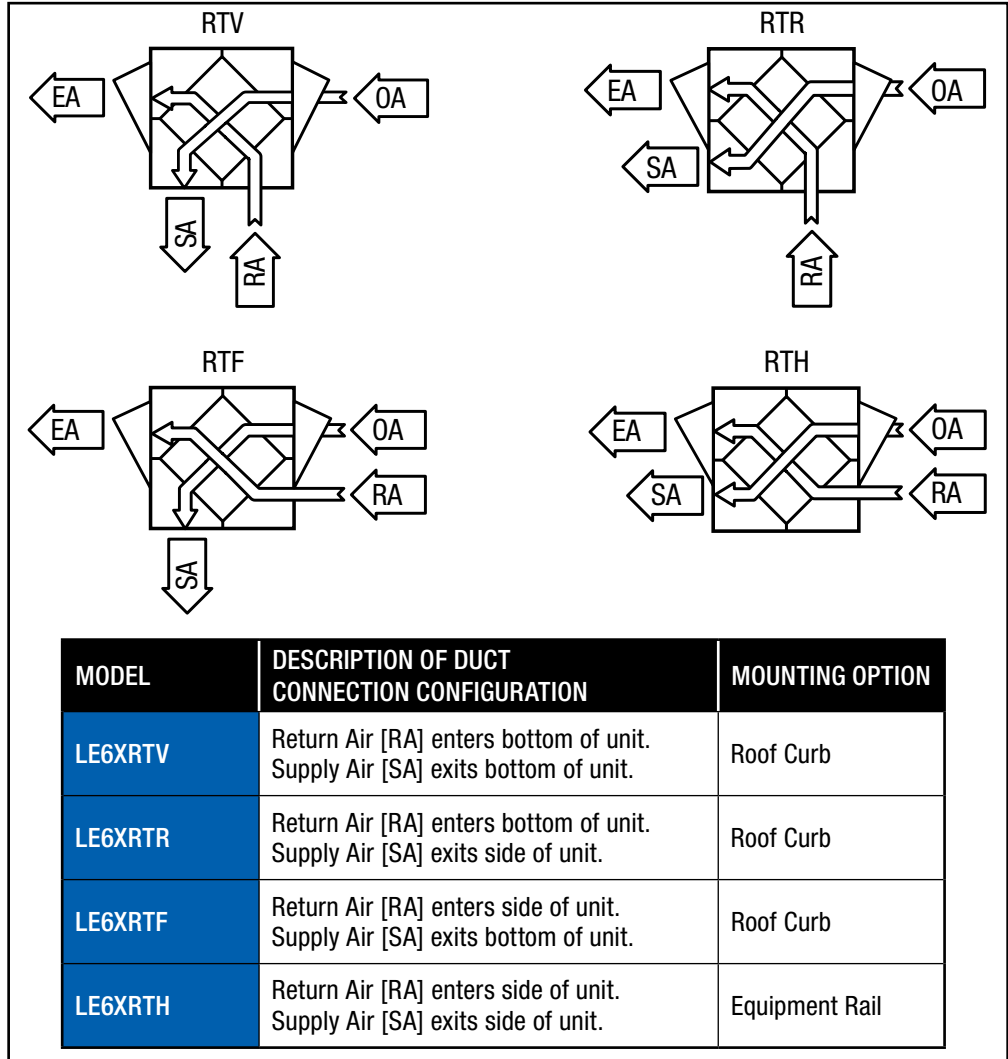 RTV
RTR
EA
OA
SA
RA
EA
OA
SA
RA
RTF
RTH
EA
OA
RA
SA
EA
OA
SA
RA
MODEL
DESCRIPTION OF DUCT
CONNECTION CONFIGURATION
MOUNTING OPTION
LE6XRTV
Return Air [RA] enters bottom of unit.
Supply Air [SA] exits bottom of unit.
Roof Curb
LE6XRTR
Return Air [RA] enters bottom of unit.
Supply Air [SA] exits side of unit.
Roof Curb
LE6XRTF
Return Air [RA] enters side of unit.
Supply Air [SA] exits bottom of unit.
Roof Curb
LE6XRTH
Return Air [RA] enters side of unit.
Supply Air [SA] exits side of unit.
Equipment Rail